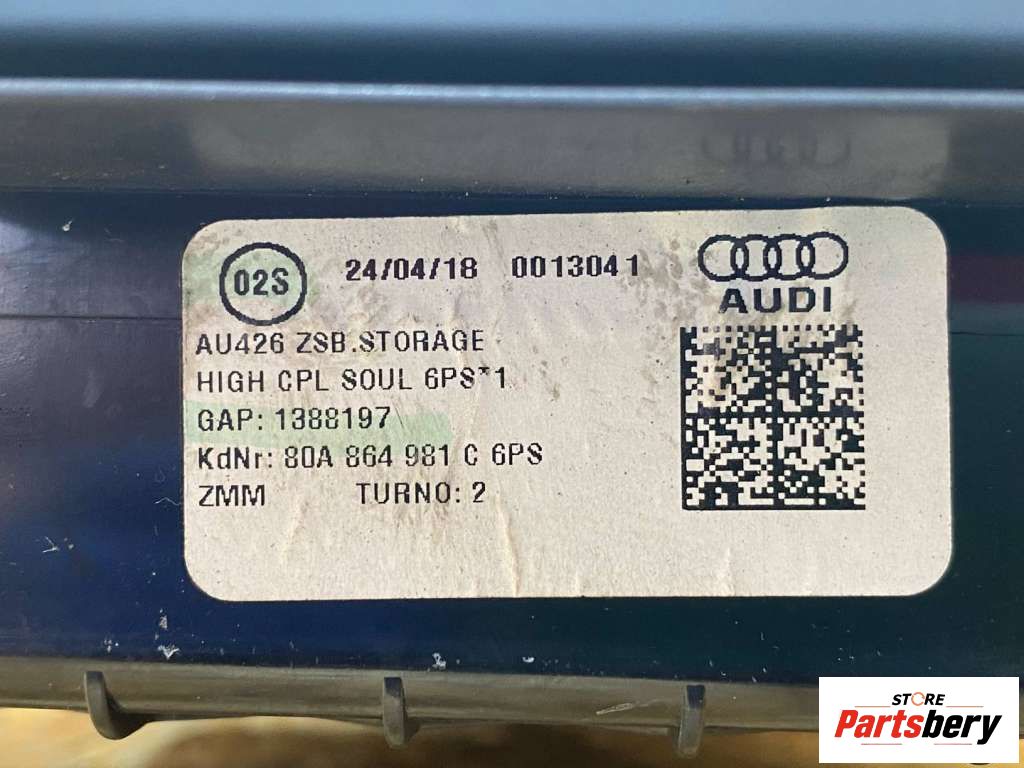 02S 24/04/18 0013041
AUDI
AU426 ZSB.STORAGE
HIGH CPL SOUL 6PS*1
GAP: 1388197
KdNr: 80A 864 981 C 6PS
ZMM TURNO: 2
STORE
Partsbery